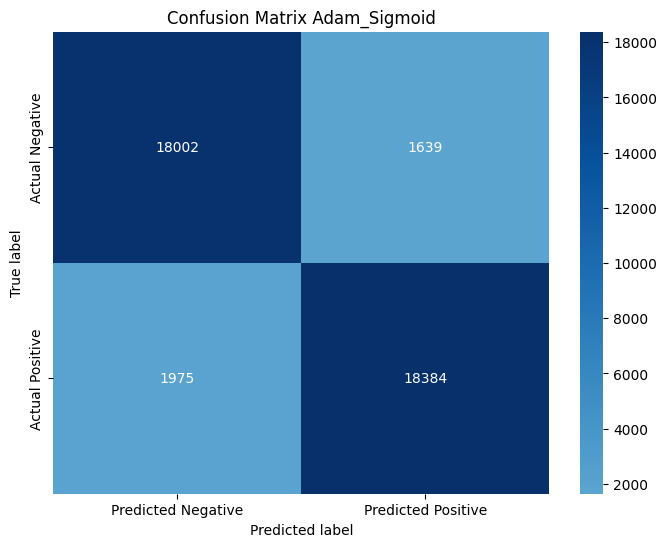 Confusion Matrix Adam_Sigmoid
True label
Actual Negative
Actual Positive
18002 1639
1975 18384
Predicted Negative Predicted Positive
Predicted label
18000
16000
14000
12000
10000
8000
6000
4000
2000